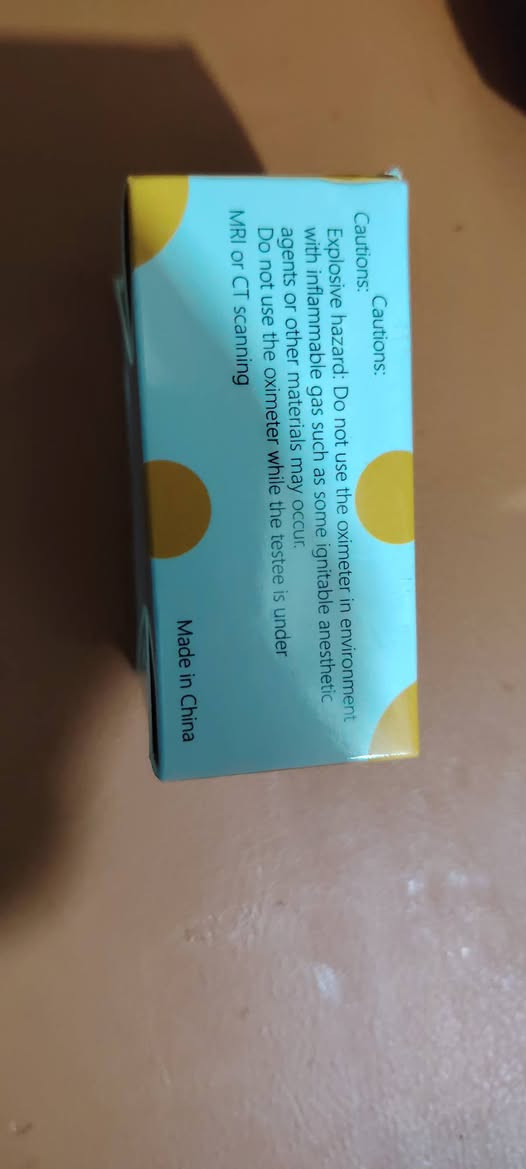 Cautions:
Cautions:
Explosive hazard: Do not use the oximeter in environment
with inflammable gas such as some ignitable anesthetic
agents or other materials may occur.
Do not use the oximeter while the testee is under
MRI or CT scanning
Made in China